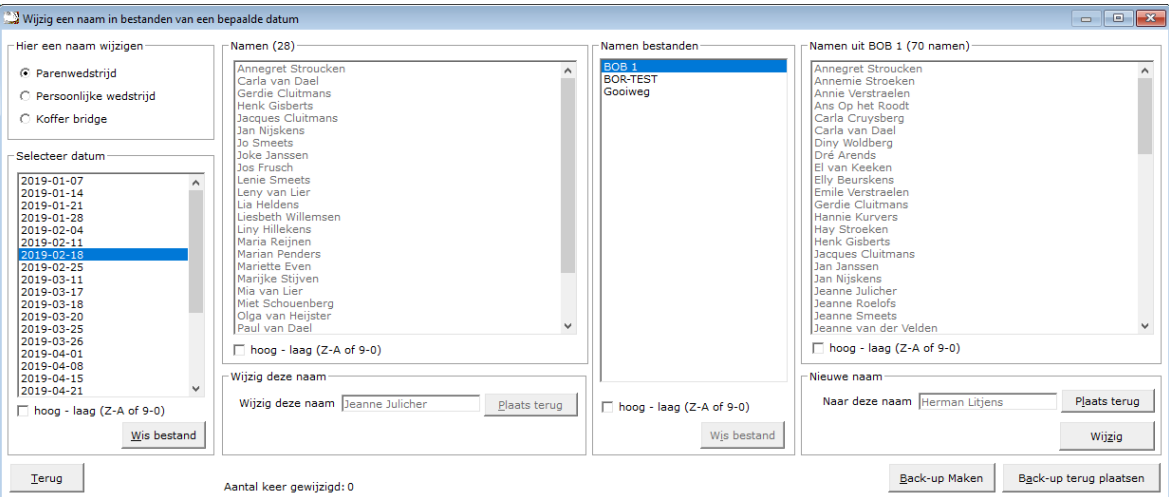 Wijzig een naam in bestanden van een bepaalde datum
Hier een naam wijzigen
Parenwedstrijd
Persoonlijke wedstrijd
Koffer bridge
Selecteer datum
2019-01-07
2019-01-14
2019-01-21
2019-01-28
2019-02-04
2019-02-11
2019-02-18
2019-02-25
2019-03-11
2019-03-17
2019-03-18
2019-03-20
2019-03-25
2019-03-26
2019-04-01
2019-04-08
2019-04-15
2019-04-21
hoog - laag (Z-A of 9-0)
Wis bestand
Terug
Namen (28)
Annegret Stroucken
Carla van Dael
Gerdie Cluitmans
Henk Gisberts
Jacques Cluitmans
Jan Nijskens
Jo Smeets
Joke Janssen
Jos Frusch
Lenie Smeets
Leny van Lier
Lia Heldens
Liesbeth Willemsen
Liny Hillekens
Maria Reijnen
Marian Penders
Mariette Even
Marijke Stijven
Mia van Lier
Miet Schouenberg
Olga van Heijster
Paul van Dael
hoog - laag (Z-A of 9-0)
Wijzig deze naam
Wijzig deze naam Jeanne Julicher Plaats terug
Aantal keer gewijzigd: 0
Namen bestanden
BOB 1
BOR-TEST
Gooiweg
hoog - laag (Z-A of 9-0)
Wis bestand
Namen uit BOB 1 (70 namen)
Annegret Stroucken
Annemie Stroeken
Annie Verstraelen
Ans Op het Roodt
Carla Cruysberg
Carla van Dael
Diny Woldberg
Dré Arends
El van Keeken
Elly Beurskens
Emile Verstraelen
Gerdie Cluitmans
Hannie Kurvers
Hay Stroeken
Henk Gisberts
Jacques Cluitmans
Jan Janssen
Jan Nijskens
Jeanne Julicher
Jeanne Roelofs
Jeanne Smeets
Jeanne van der Velden
hoog - laag (Z-A of 9-0)
Nieuwe naam
Naar deze naam Herman Litjens Plaats terug
Wijzig
Back-up Maken
Back-up terug plaatsen